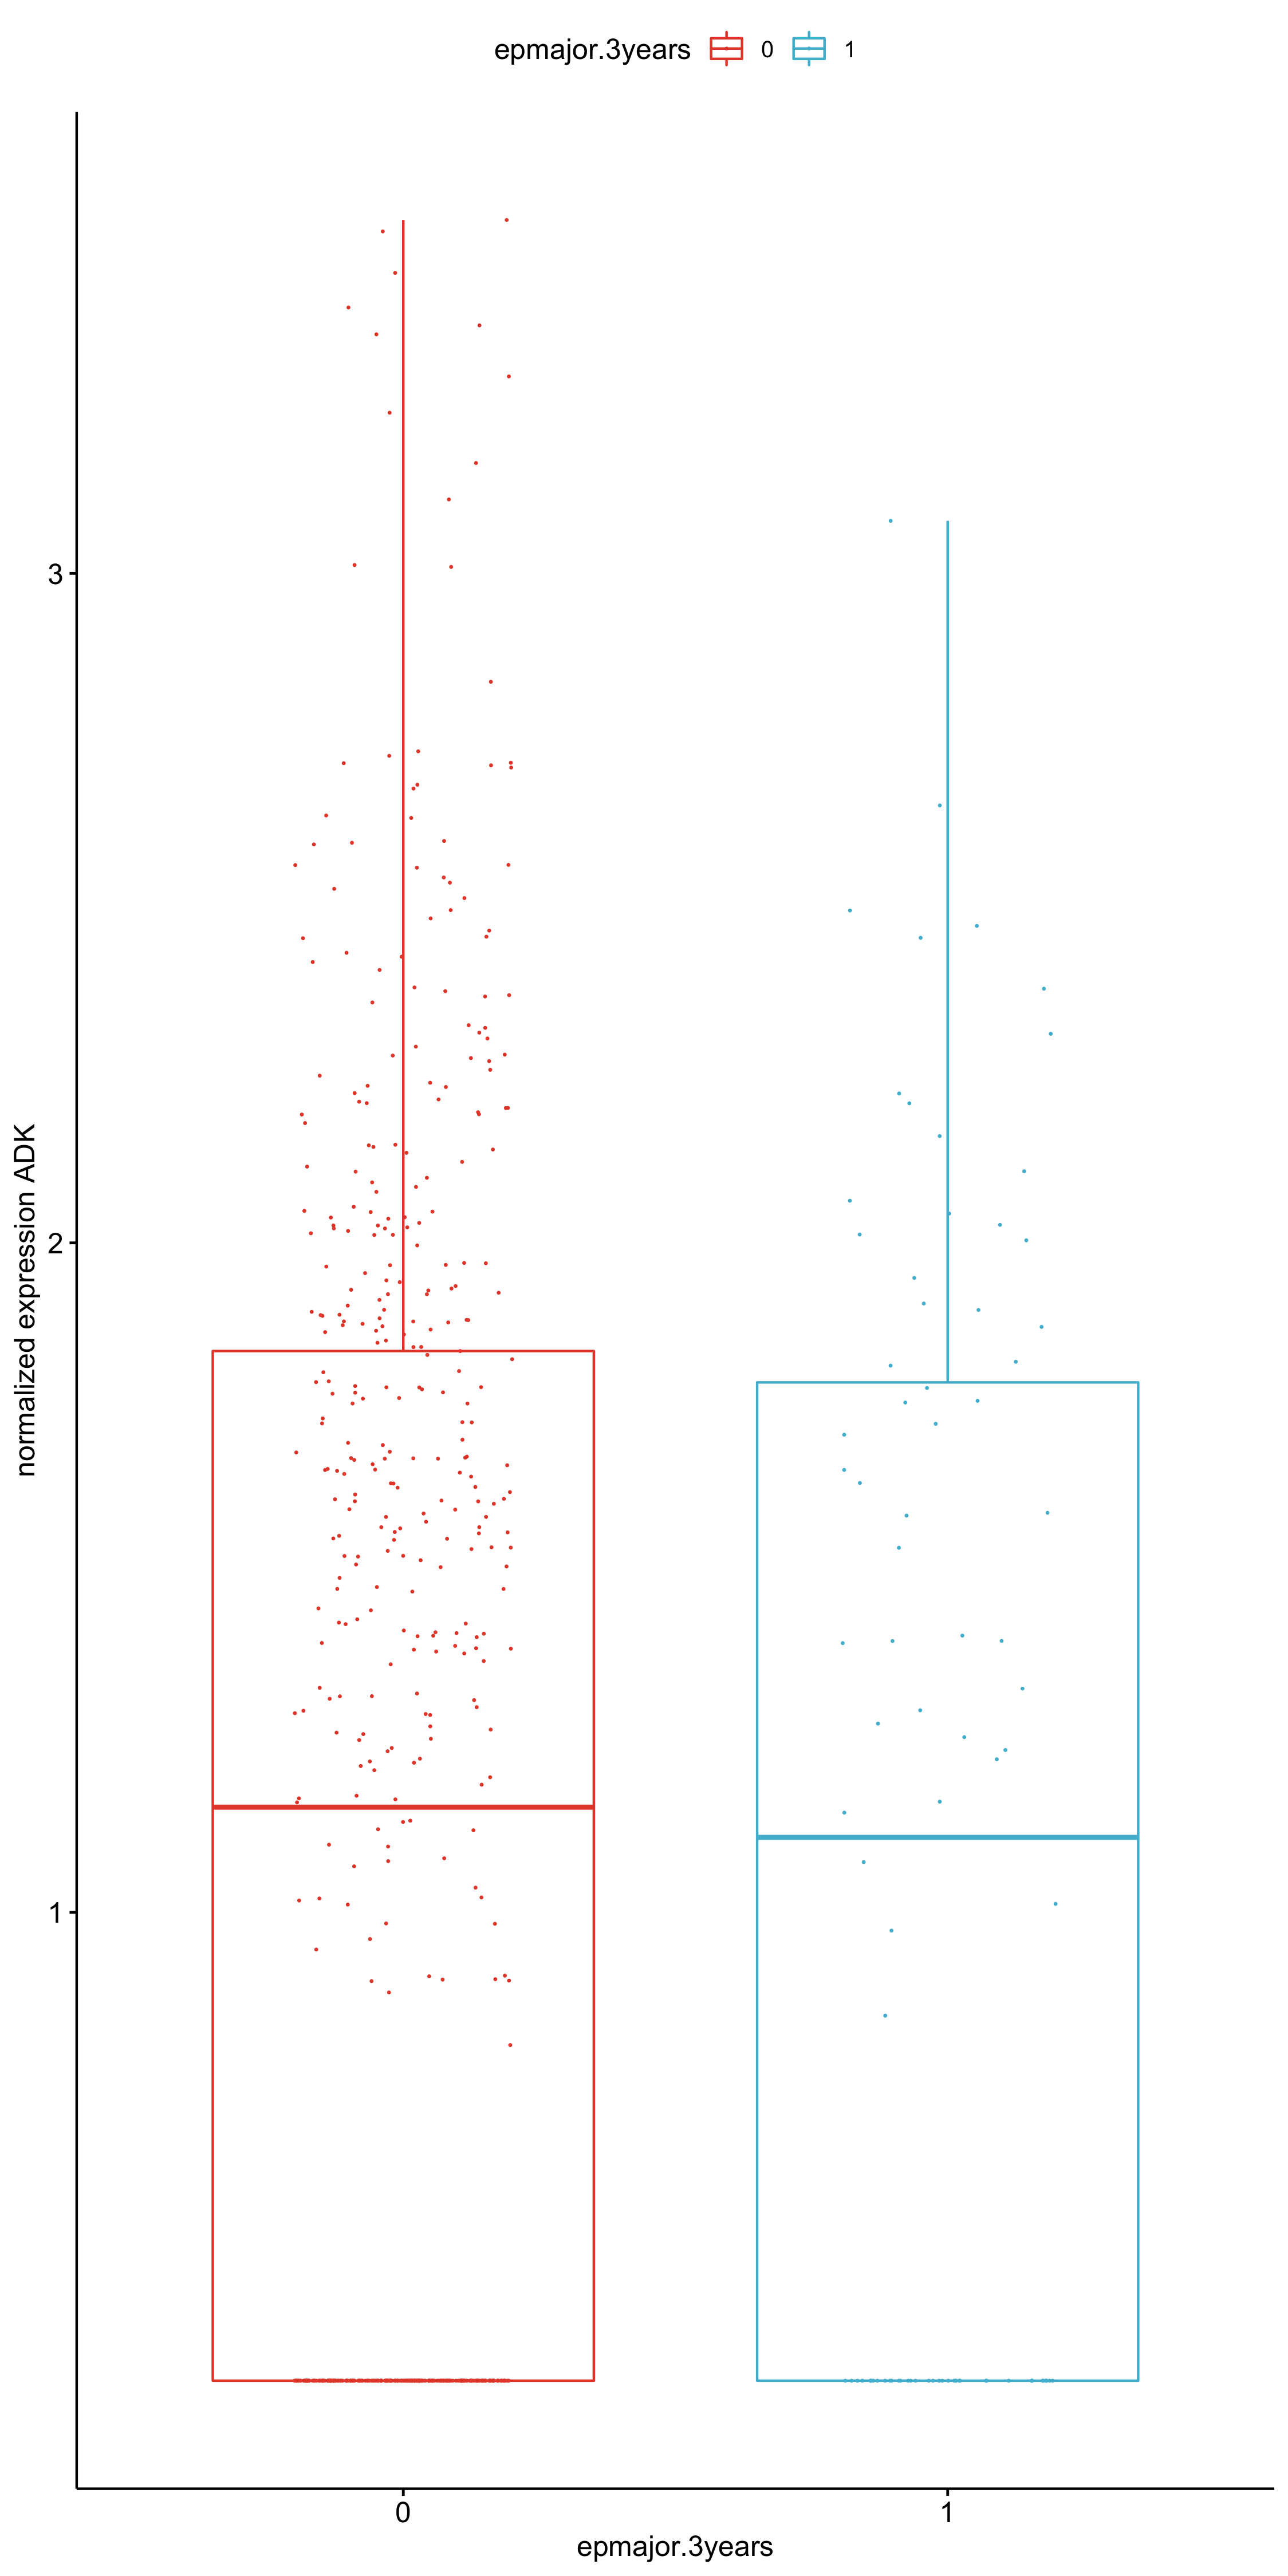 epmajor.3years 0 1
3
2
1
normalized expression ADK
0 1
epmajor.3years